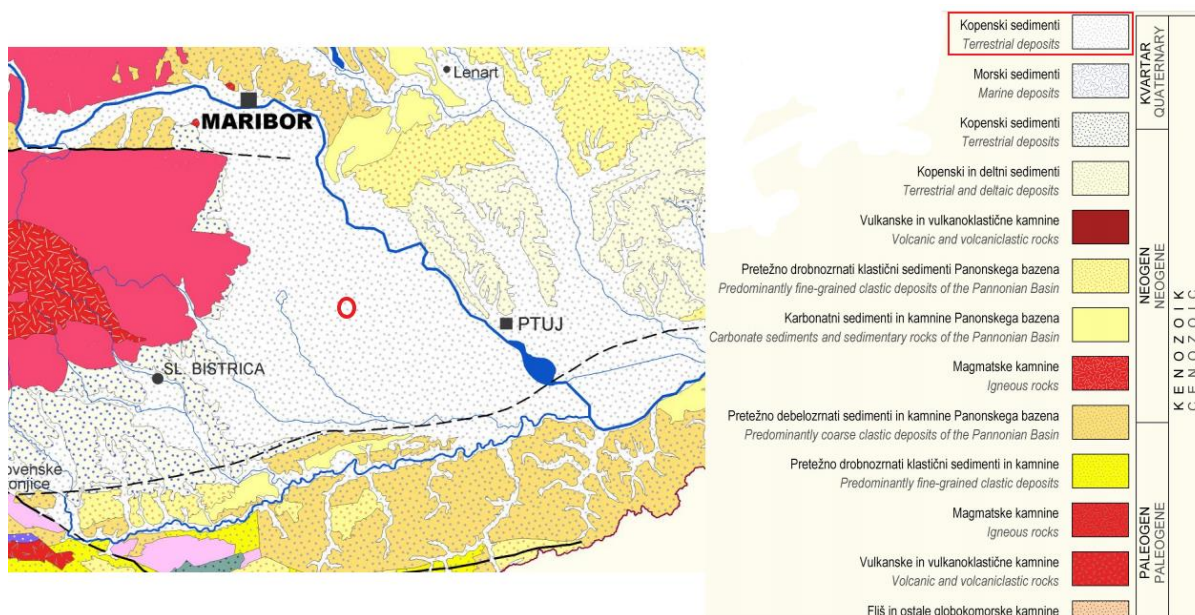 Lenart
MARIBOR
PTUJ
SL. BISTRICA
ovenske
onjice
Kopenski sedimenti
Terrestrial deposits
Morski sedimenti
Marine deposits
Kopenski sedimenti
Terrestrial deposits
Kopenski in deltni sedimenti
Terrestrial and deltaic deposits
Vulkanske in vulkanoklastične kamnine
Volcanic and volcaniclastic rocks
Pretežno drobnozrnati klastični sedimenti Panonskega bazena
Predominantly fine-grained clastic deposits of the Pannonian Basin
Karbonatni sedimenti in kamnine Panonskega bazena
Carbonate sediments and sedimentary rocks of the Pannonian Basin
Magmatske kamnine
Igneous rocks
Pretežno debelozrnati sedimenti in kamnine Panonskega bazena
Predominantly coarse clastic deposits of the Pannonian Basin
Pretežno drobnozrnati klastični sedimenti in kamnine
Predominantly fine-grained clastic deposits
Magmatske kamnine
Igneous rocks
Vulkanske in vulkanoklastične kamnine
Volcanic and volcaniclastic rocks
Fliš in ostale globokomorske kamnine
KVARTAR
QUATERNARY
NEOGEN
NEOGENE
PALEOGEN
PALEOGENE
KENOZOIK
CENOZOIC